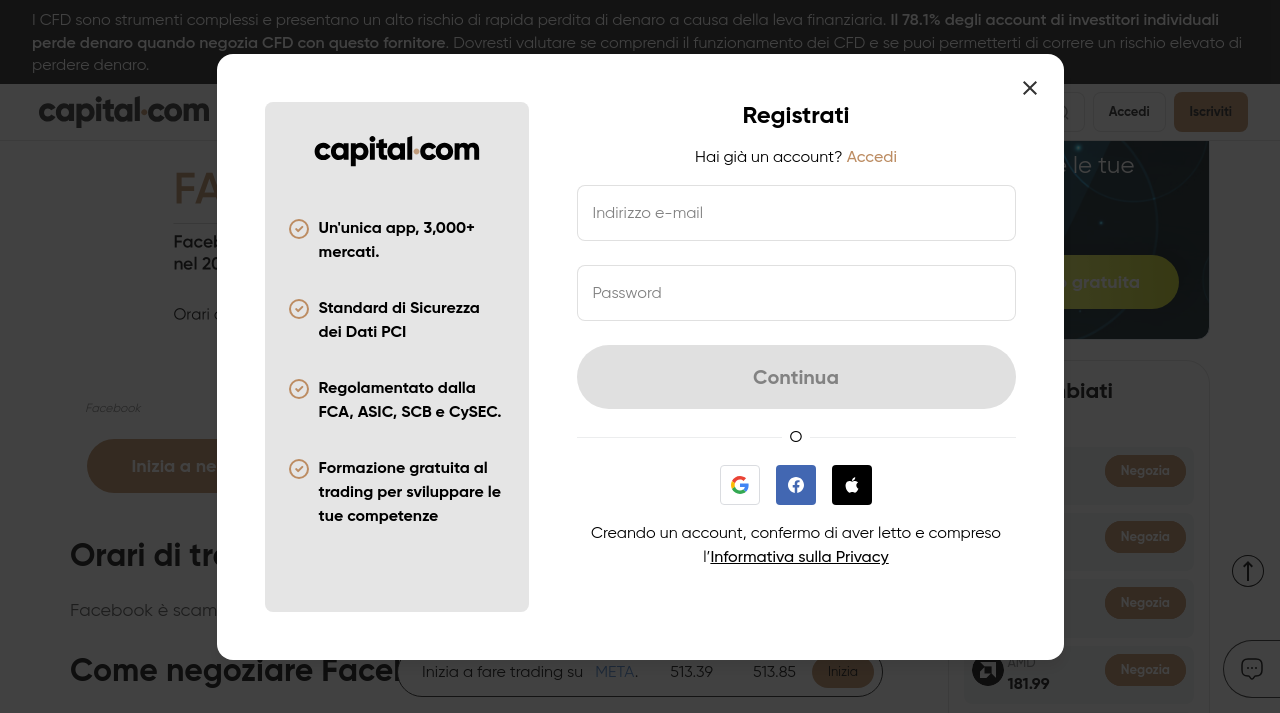 I CFD sono strumenti complessi e presentano un alto rischio di rapida perdita di denaro a causa della leva finanziaria. Il 78.1% degli account di investitori individuali
perde denaro quando negozia CFD con questo fornitore. Dovresti valutare se comprendi il funzionamento dei CFD e se puoi permetterti di correre un rischio elevato di
perdere denaro.
capital.com
Accedi
Iscriviti
capital.com
Un'unica app, 3,000+
mercati.
Standard di Sicurezza
dei Dati PCI
Regolamentato dalla
FCA, ASIC, SCB e CySEC.
Formazione gratuita al
trading per sviluppare le
tue competenze
Registrati
Hai già un account? Accedi
Indirizzo e-mail
Password
Continua
O
Creando un account, confermo di aver letto e compreso
l'Informativa sulla Privacy
le tue
gratuita
Faceb
nel 20
Orari
Facebook
Inizia a ne
Orari di tra
Facebook è scam
Come negoziare Facel
Inizia a fare trading su META. 513.39 513.85 Inizia
Negozia
Negozia
Negozia
AMD
181.99
Negozia